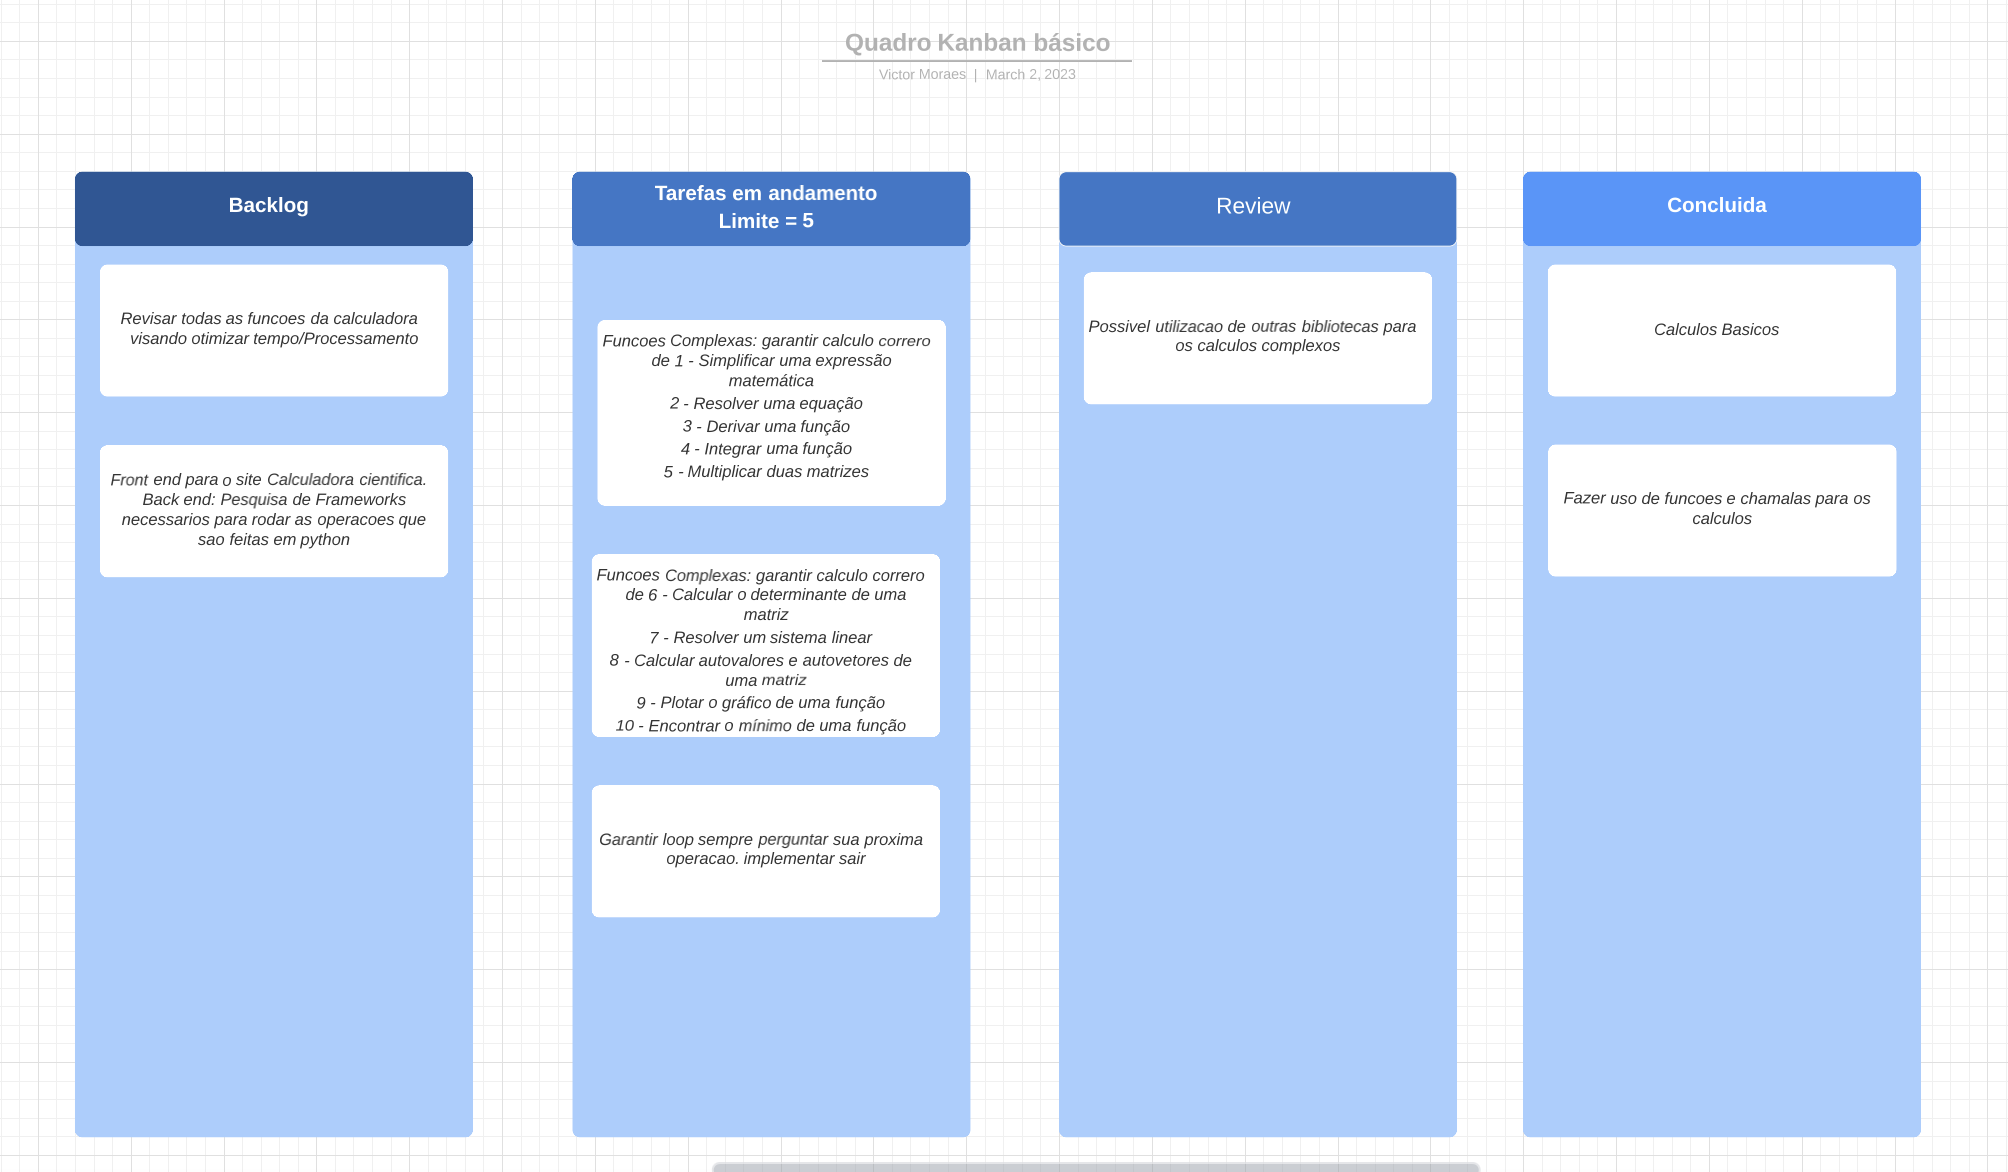 Quadro Kanban básico
Victor Moraes | March 2, 2023
Backlog
Revisar todas as funcoes da calculadora
visando otimizar tempo/Processamento
Front end para o site Calculadora cientifica.
Back end: Pesquisa de Frameworks
necessarios para rodar as operacoes que
sao feitas em python
Tarefas em andamento
Limite = 5
Funcoes Complexas: garantir calculo correro
de 1 - Simplificar uma expressão
matemática
2 - Resolver uma equação
3 - Derivar uma função
4 - Integrar uma função
5 - Multiplicar duas matrizes
Funcoes Complexas: garantir calculo correro
de 6 - Calcular o determinante de uma
matriz
7 - Resolver um sistema linear
8 - Calcular autovalores e autovetores de
uma matriz
9 - Plotar o gráfico de uma função
10 - Encontrar o mínimo de uma função
Garantir loop sempre perguntar sua proxima
operacao. implementar sair
Review
Possivel utilizacao de outras bibliotecas para
os calculos complexos
Concluida
Calculos Basicos
Fazer uso de funcoes e chamalas para os
calculos